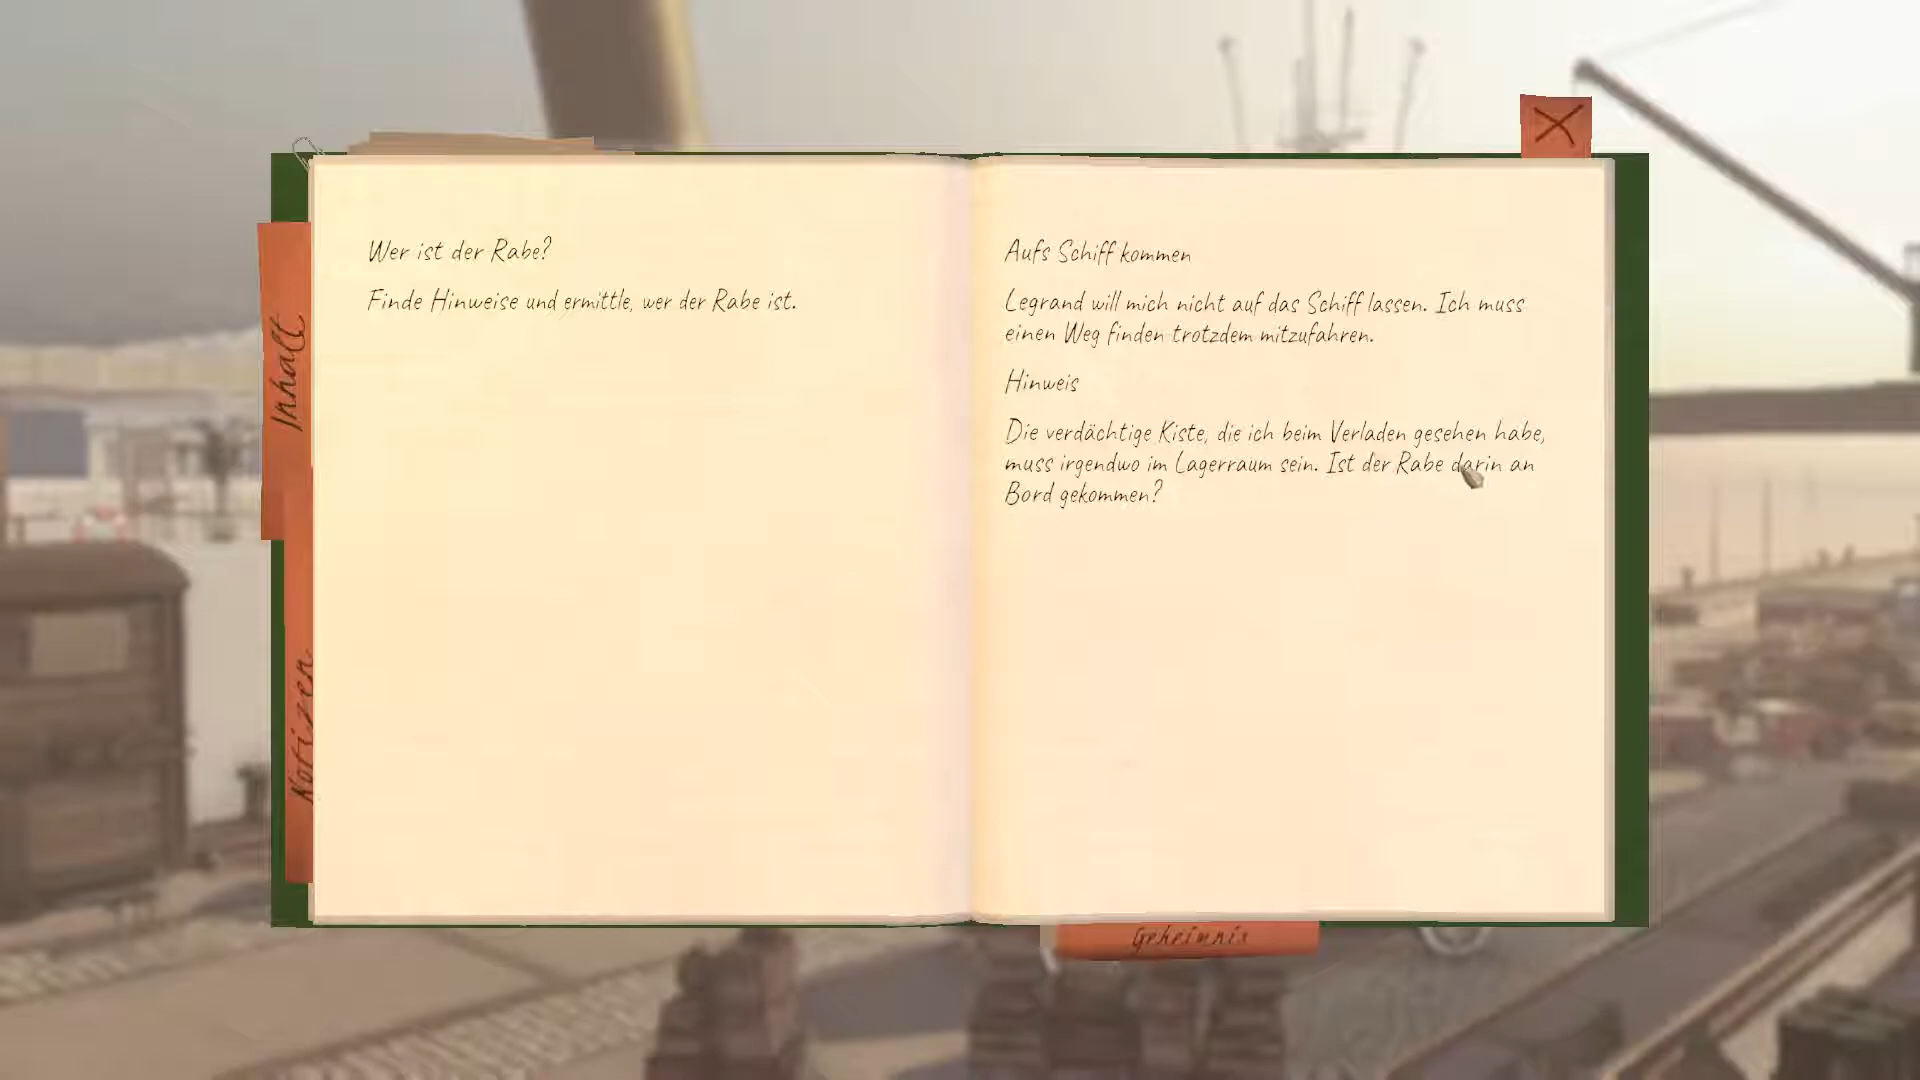 Wer ist der Rabe?
Finde Hinweise und ermittle, wer der Rabe ist.
Aufs Schiff kommen
Legrand will mich nicht auf das Schiff lassen. Ich muss
einen Weg finden trotzdem mitzufahren.
Hinweis
Die verdächtige Kiste, die ich beim Verladen gesehen habe,
muss irgendwo im Lagerraum sein. Ist der Rabe darin an
Bord gekommen?
Inhalt
Notizen
Geheimnis